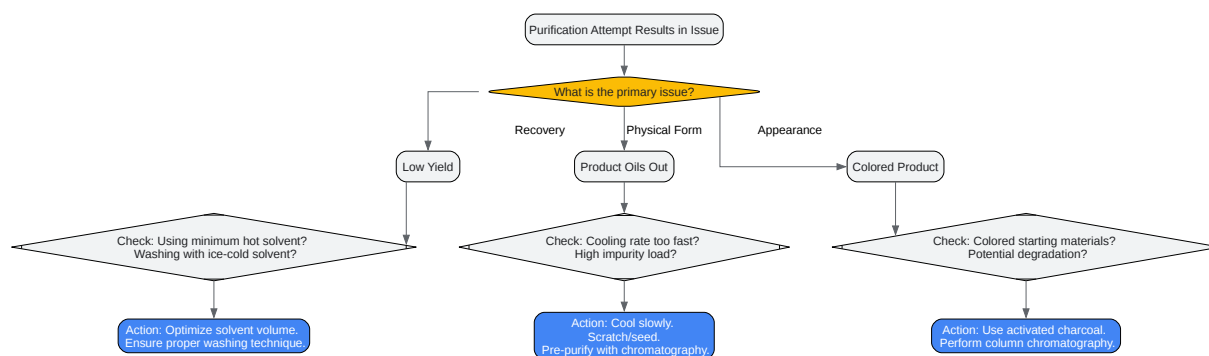 Purification Attempt Results in Issue
What is the primary issue?
Recovery
Physical Form
Appearance
Low Yield
Product Oils Out
Colored Product
Check: Using minimum hot solvent?
Washing with ice-cold solvent?
Check: Cooling rate too fast?
High impurity load?
Check: Colored starting materials?
Potential degradation?
Action: Optimize solvent volume.
Ensure proper washing technique.
Action: Cool slowly.
Scratch/seed.
Pre-purify with chromatography.
Action: Use activated charcoal.
Perform column chromatography.